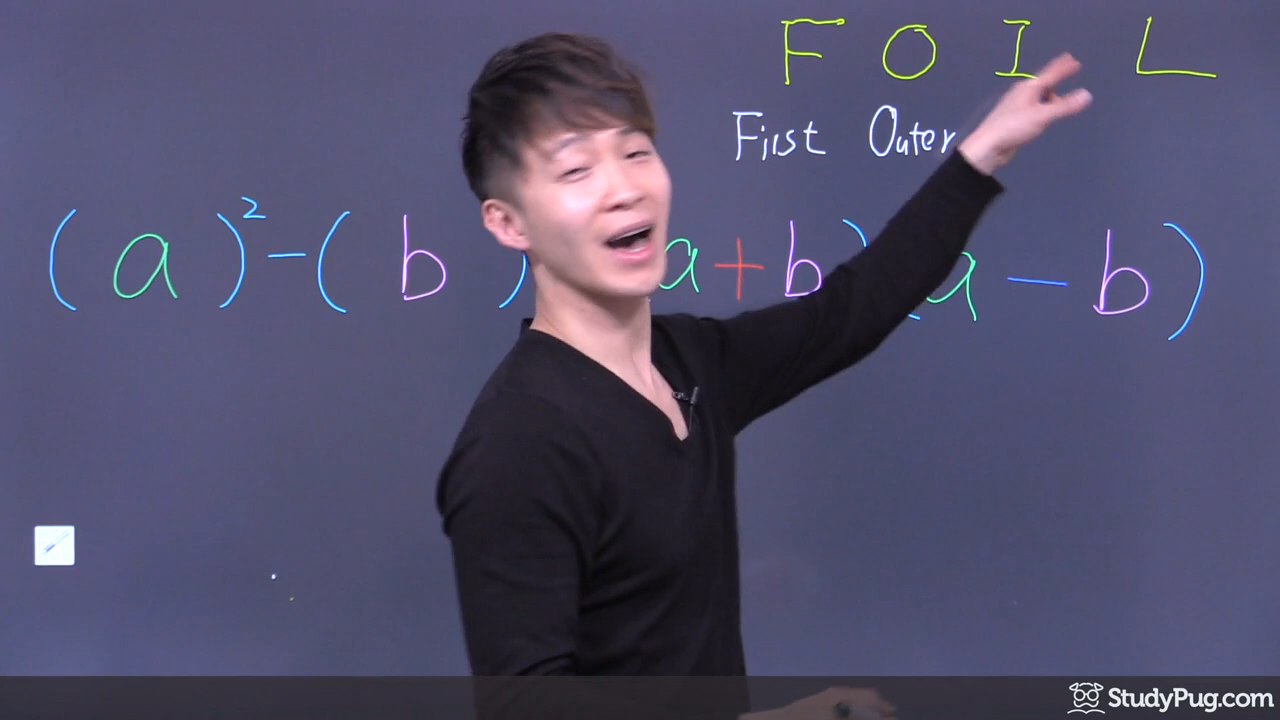 F O I L
First Outer
(a)² - (b) a + b) a - b)
StudyPug.com